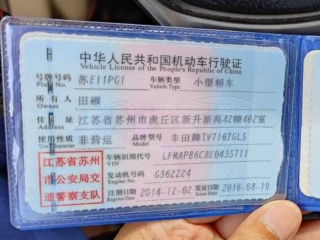 中华人民共和国机动车行驶证
Vehicle License of the People's Republic of China
号牌号码 苏E11PG1 车辆类型 小型轿车
Plate No. Vehicle Type
所有人 田硕
Owner
住址 江苏省苏州市虎丘区新升新苑42幢402室
Address
使用性质 非营运 品牌型号 丰田牌TV7167GLS
Use Character Model
江苏省苏州
市公安局交
通警察支队
车辆识别代号 LFMAP86C8E0435711
VIN
发动机号码 G362224
Engine No.
注册日期 2014-12-02 发证日期 2016-08-19
Register Date Issue Date